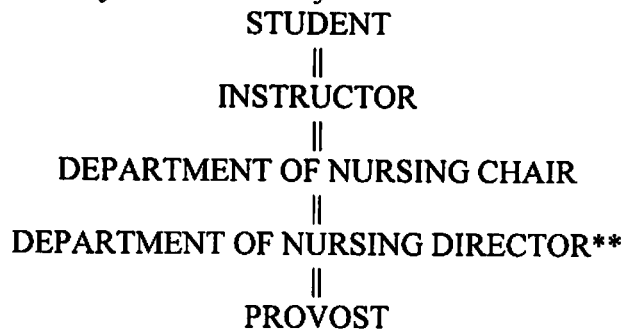 STUDENT
||
INSTRUCTOR
||
DEPARTMENT OF NURSING CHAIR
||
DEPARTMENT OF NURSING DIRECTOR**
||
PROVOST